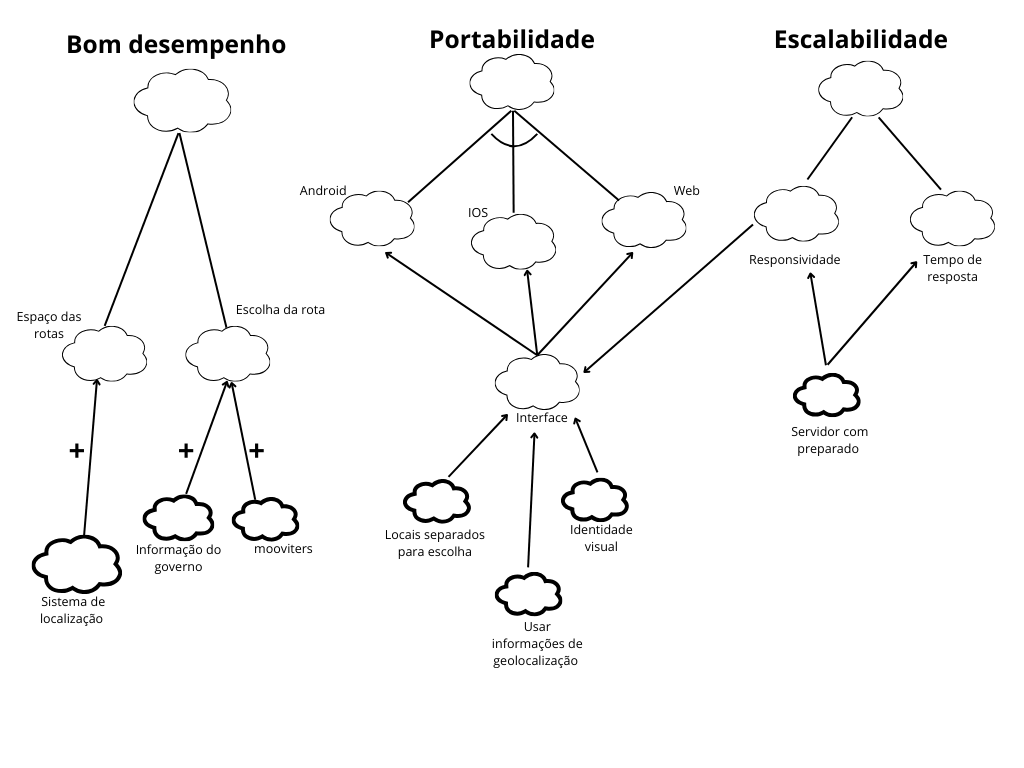 Bom desempenho
Portabilidade
Escalabilidade
Android
IOS
Web
Responsividade
Tempo de
resposta
Espaço das
rotas
Escolha da rota
Interface
Servidor com
preparado
+
+
+
Locais separados
para escolha
Identidade
visual
Informação do
governo
mooviters
Sistema de
localização
Usar
informações de
geolocalização